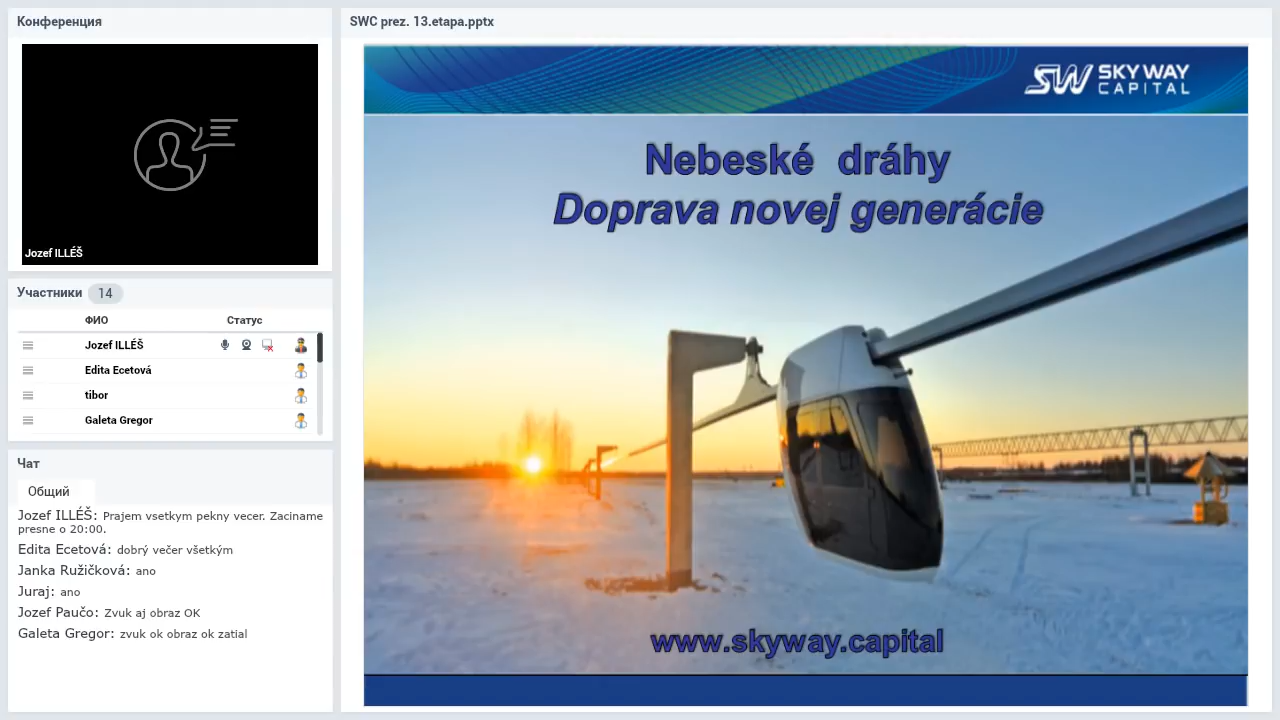 Конференция
Jozef ILLÉŠ
Участники 14
ФИО Статус
Jozef ILLÉŠ
Edita Ecetová
tibor
Galeta Gregor
Чат
Общий
Jozef ILLÉŠ: Prajem vsetkym pekny vecer. Zaciname
presne o 20:00.
Edita Ecetová: dobrý večer všetkým
Janka Ružičková: ano
Juraj: ano
Jozef Paučo: Zvuk aj obraz OK
Galeta Gregor: zvuk ok obraz ok zatial
SWC prez. 13.etapa.pptx
SW SKY WAY
CAPITAL
Nebeské dráhy
Doprava novej generácie
www.skyway.capital